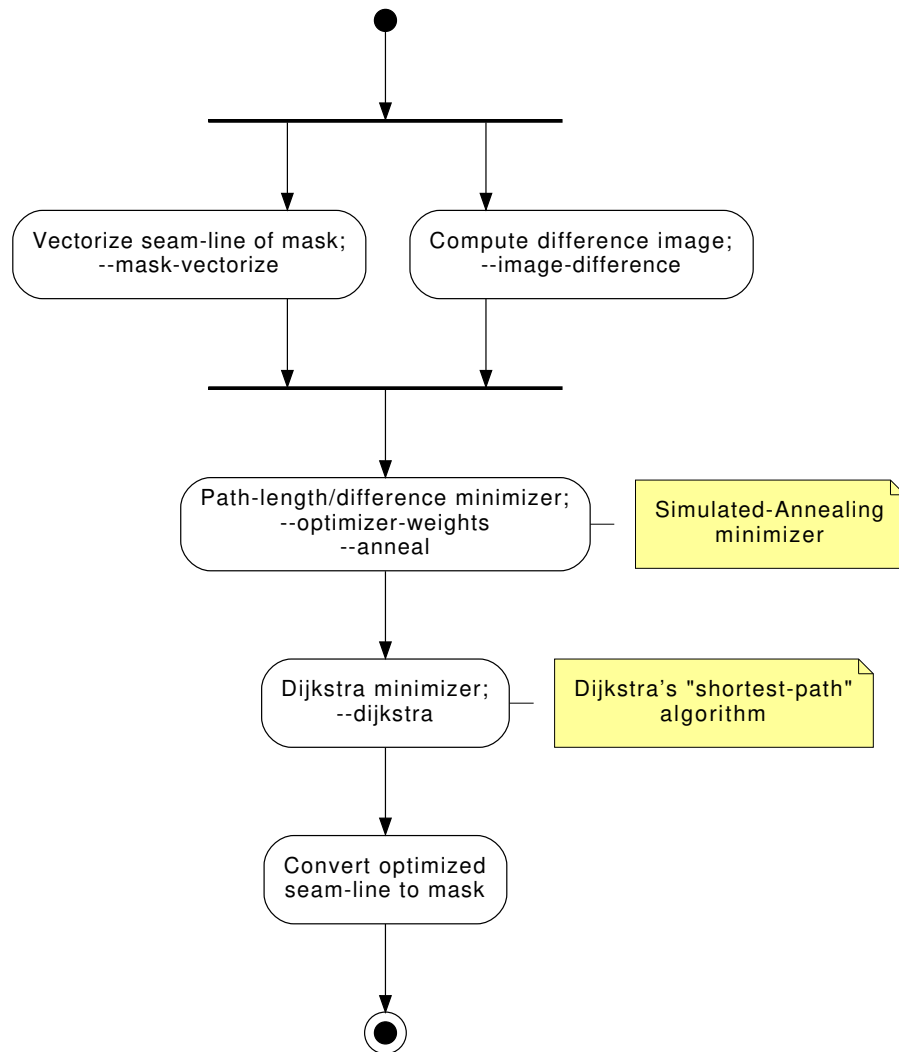 Vectorize seam-line of mask;
--mask-vectorize
Compute difference image;
--image-difference
Path-length/difference minimizer;
--optimizer-weights
--anneal
Simulated-Annealing
minimizer
Dijkstra minimizer;
--dijkstra
Dijkstra's "shortest-path"
algorithm
Convert optimized
seam-line to mask